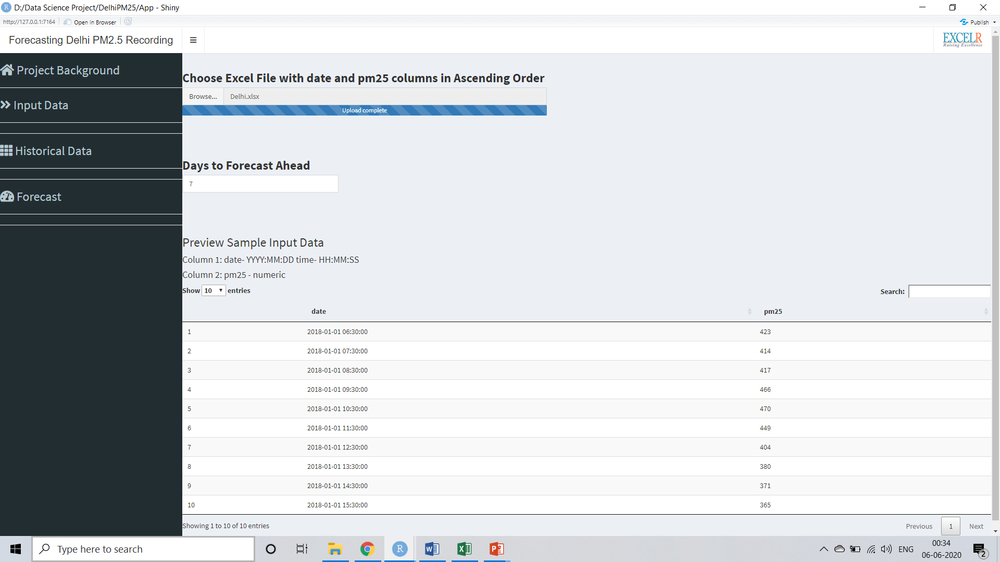 D:/Data Science Project/DelhiPM25/App - Shiny
http://127.0.0.1:7164 Open in Browser Publish
Forecasting Delhi PM2.5 Recording
EXCELR
Raising Excellence
Project Background
Input Data
Historical Data
Forecast
Choose Excel File with date and pm25 columns in Ascending Order
Browse... Delhi.xlsx
Upload complete
Days to Forecast Ahead
7
Preview Sample Input Data
Column 1: date- YYYY:MM:DD time- HH:MM:SS
Column 2: pm25 - numeric
Show 10 entries Search:
date pm25
1 2018-01-01 06:30:00 423
2 2018-01-01 07:30:00 414
3 2018-01-01 08:30:00 417
4 2018-01-01 09:30:00 466
5 2018-01-01 10:30:00 470
6 2018-01-01 11:30:00 449
7 2018-01-01 12:30:00 404
8 2018-01-01 13:30:00 380
9 2018-01-01 14:30:00 371
10 2018-01-01 15:30:00 365
Showing 1 to 10 of 10 entries Previous 1 Next
Type here to search
ENG
00:34
06-06-2020
2